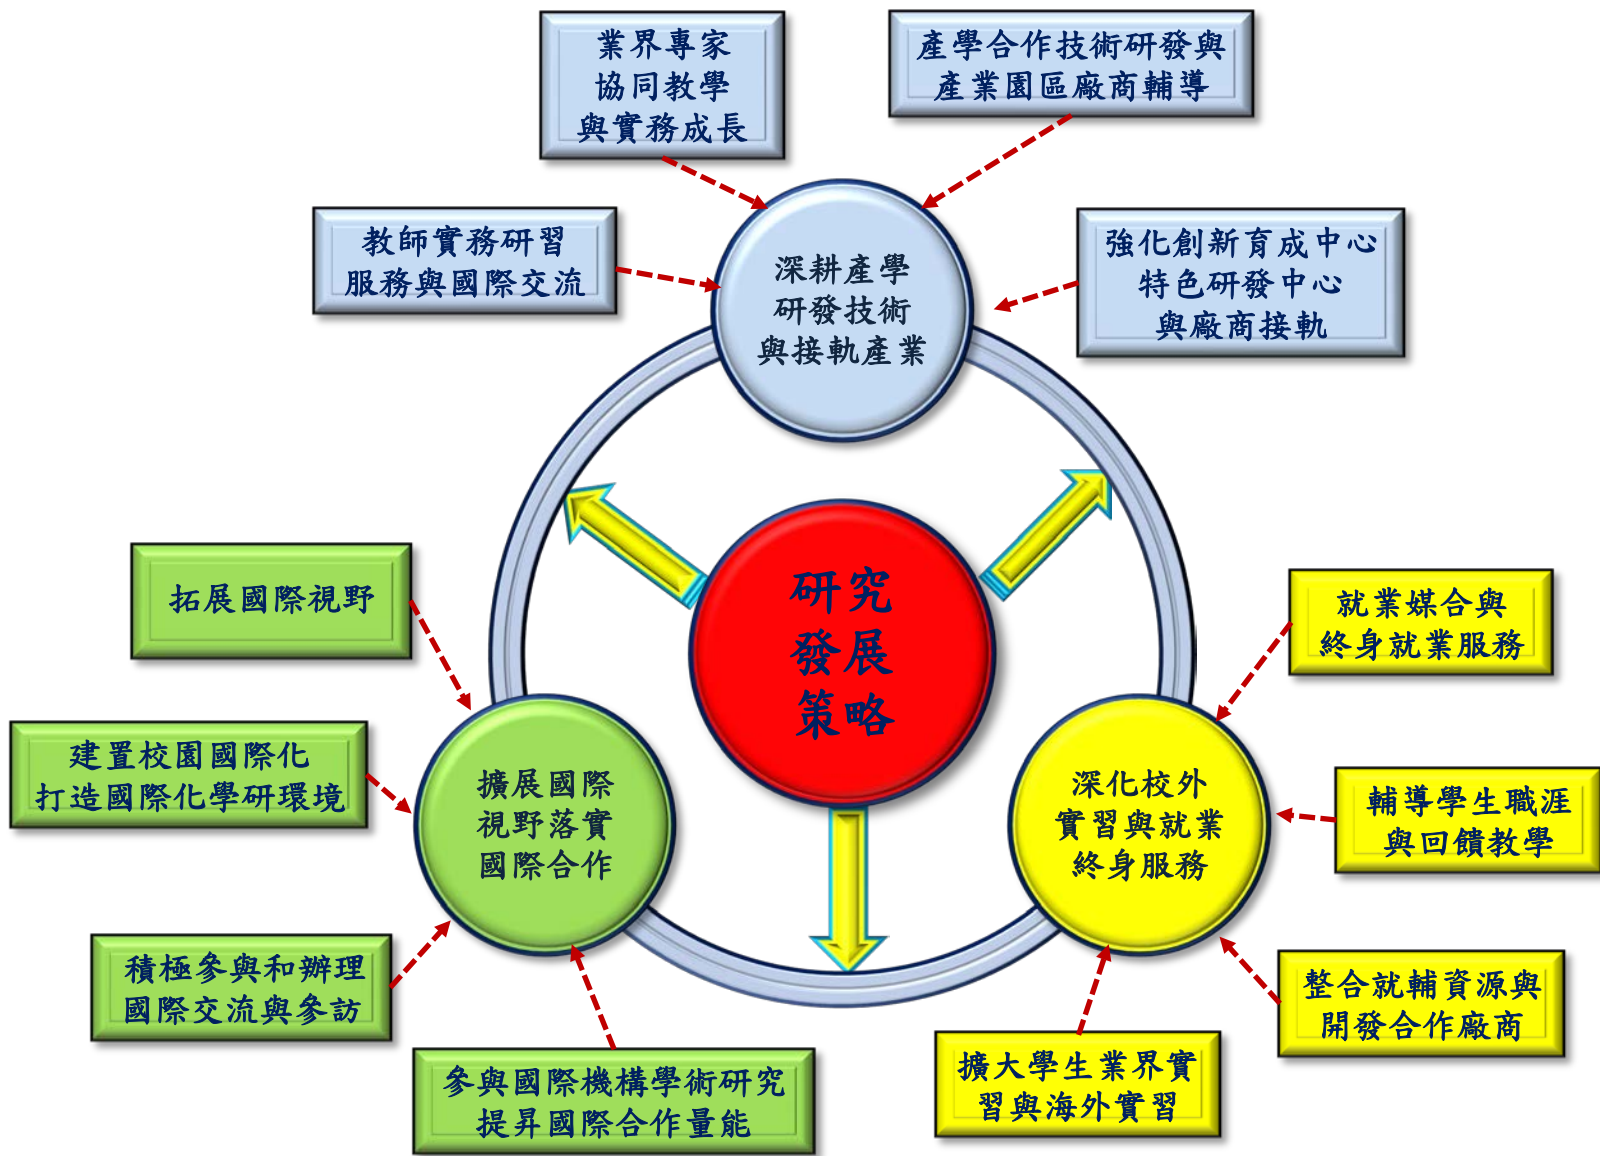 業界專家
協同教學
與實務成長
產學合作技術研發與
產業園區廠商輔導
教師實務研習
服務與國際交流
強化創新育成中心
特色研發中心
與廠商接軌
深耕產學
研發技術
與接軌產業
研究
發展
策略
拓展國際視野
建置校園國際化
打造國際化學研環境
積極參與和辦理
國際交流與參訪
參與國際機構學術研究
提昇國際合作量能
擴展國際
視野落實
國際合作
深化校外
實習與就業
終身服務
就業媒合與
終身就業服務
輔導學生職涯
與回饋教學
整合就輔資源與
開發合作廠商
擴大學生業界實
習與海外實習